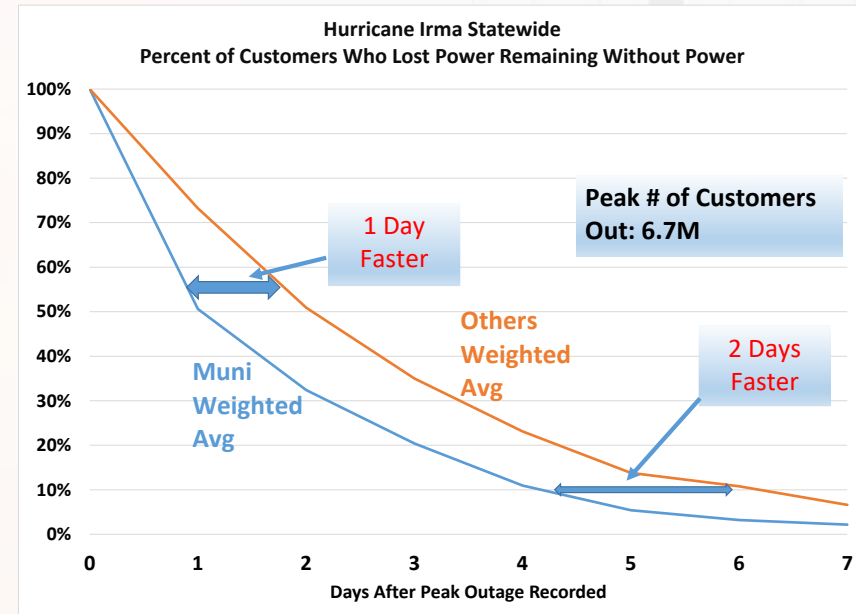 Hurricane Irma Statewide
Percent of Customers Who Lost Power Remaining Without Power
100%
90%
80%
70%
60%
50%
40%
30%
20%
10%
0%
1 Day
Faster
Peak # of Customers
Out: 6.7M
Others
Weighted
Avg
Muni
Weighted
Avg
2 Days
Faster
0 1 2 3 4 5 6 7
Days After Peak Outage Recorded